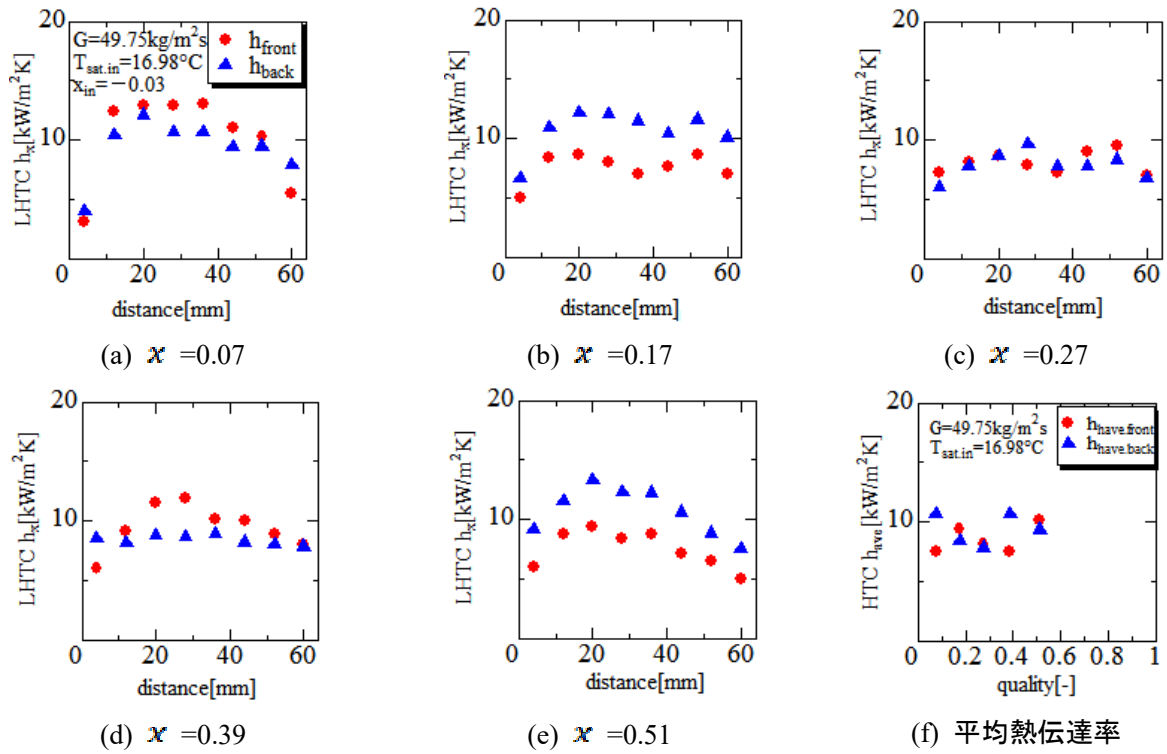 20
G=49.75kg/m²s
T_sat.in=16.98°C
x_in=−0.03
h_front
h_back
10
LHTC h_x[kW/m²K]
0 20 40 60
distance[mm]
(a) x =0.07
20
10
LHTC h_x[kW/m²K]
0 20 40 60
distance[mm]
(b) x =0.17
20
10
LHTC h_x[kW/m²K]
0 20 40 60
distance[mm]
(c) x =0.27
20
10
LHTC h_x[kW/m²K]
0 20 40 60
distance[mm]
(d) x =0.39
20
10
LHTC h_x[kW/m²K]
0 20 40 60
distance[mm]
(e) x =0.51
20
G=49.75kg/m²s
T_sat.in=16.98°C
h_have.front
h_have.back
10
HTC h_ave[kW/m²K]
0 0.2 0.4 0.6 0.8 1
quality[-]
(f) 平均熱伝達率